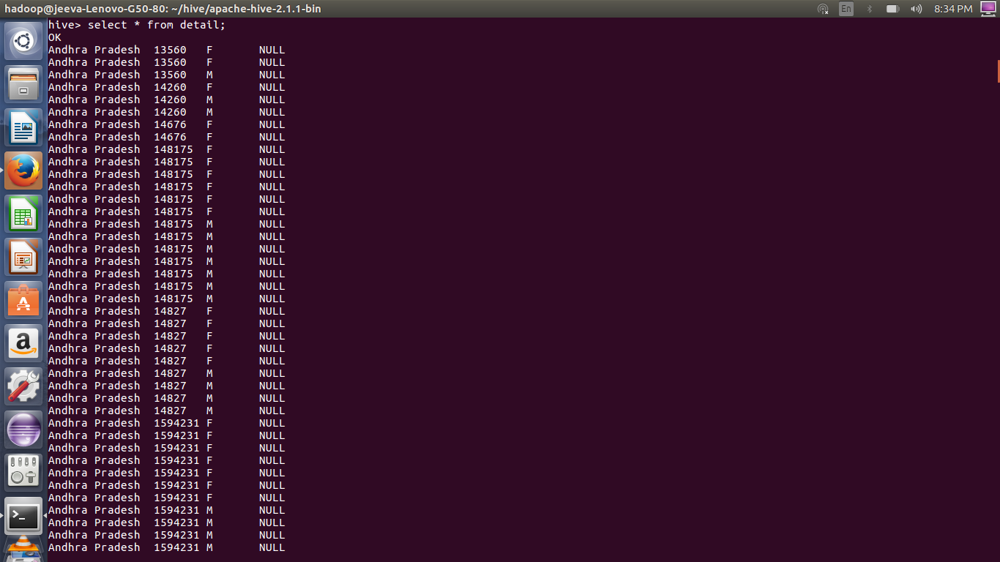 hadoop@jeeva-Lenovo-G50-80: ~/hive/apache-hive-2.1.1-bin En 8:34 PM
hive> select * from detail;
OK
Andhra Pradesh 13560 F NULL
Andhra Pradesh 13560 F NULL
Andhra Pradesh 13560 M NULL
Andhra Pradesh 14260 F NULL
Andhra Pradesh 14260 M NULL
Andhra Pradesh 14260 M NULL
Andhra Pradesh 14676 F NULL
Andhra Pradesh 14676 F NULL
Andhra Pradesh 148175 F NULL
Andhra Pradesh 148175 F NULL
Andhra Pradesh 148175 F NULL
Andhra Pradesh 148175 F NULL
Andhra Pradesh 148175 F NULL
Andhra Pradesh 148175 F NULL
Andhra Pradesh 148175 M NULL
Andhra Pradesh 148175 M NULL
Andhra Pradesh 148175 M NULL
Andhra Pradesh 148175 M NULL
Andhra Pradesh 148175 M NULL
Andhra Pradesh 148175 M NULL
Andhra Pradesh 148175 M NULL
Andhra Pradesh 14827 F NULL
Andhra Pradesh 14827 F NULL
Andhra Pradesh 14827 F NULL
Andhra Pradesh 14827 F NULL
Andhra Pradesh 14827 F NULL
Andhra Pradesh 14827 M NULL
Andhra Pradesh 14827 M NULL
Andhra Pradesh 14827 M NULL
Andhra Pradesh 14827 M NULL
Andhra Pradesh 1594231 F NULL
Andhra Pradesh 1594231 F NULL
Andhra Pradesh 1594231 F NULL
Andhra Pradesh 1594231 F NULL
Andhra Pradesh 1594231 F NULL
Andhra Pradesh 1594231 F NULL
Andhra Pradesh 1594231 F NULL
Andhra Pradesh 1594231 M NULL
Andhra Pradesh 1594231 M NULL
Andhra Pradesh 1594231 M NULL
Andhra Pradesh 1594231 M NULL